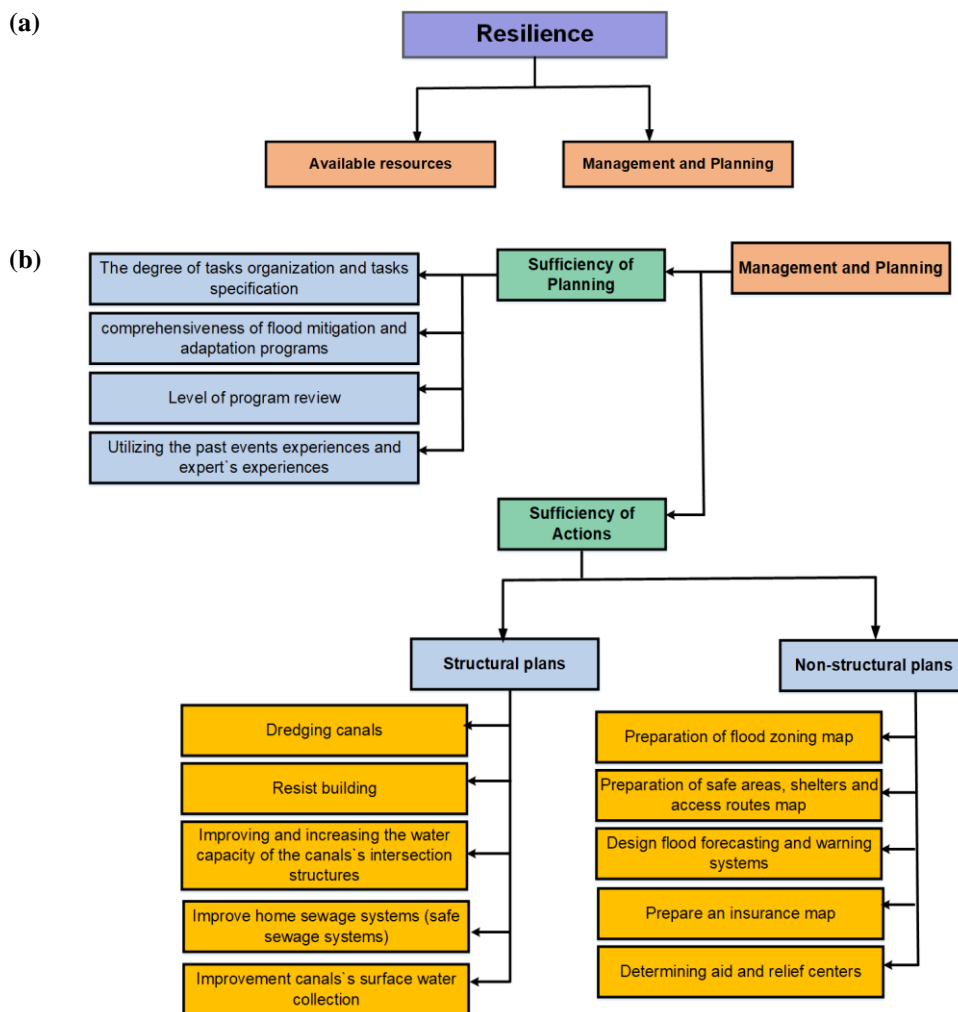 (a)
Resilience
Available resources
Management and Planning
(b)
Management and Planning
Sufficiency of
Planning
The degree of tasks organization and tasks
specification
comprehensiveness of flood mitigation and
adaptation programs
Level of program review
Utilizing the past events experiences and
expert`s experiences
Sufficiency of
Actions
Structural plans
Dredging canals
Resist building
Improving and increasing the water
capacity of the canals`s intersection
structures
Improve home sewage systems (safe
sewage systems)
Improvement canals`s surface water
collection
Non-structural plans
Preparation of flood zoning map
Preparation of safe areas, shelters and
access routes map
Design flood forecasting and warning
systems
Prepare an insurance map
Determining aid and relief centers